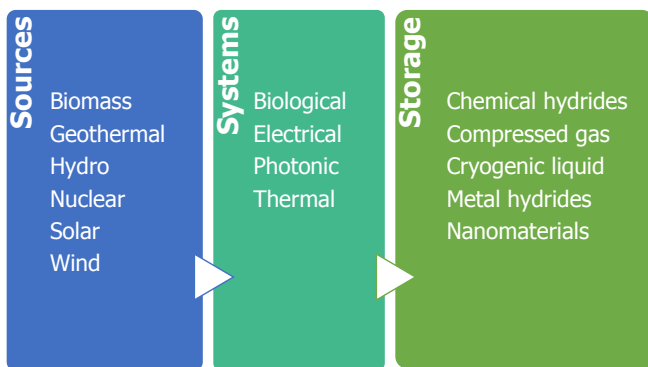 Sources
Biomass
Geothermal
Hydro
Nuclear
Solar
Wind
Systems
Biological
Electrical
Photonic
Thermal
Storage
Chemical hydrides
Compressed gas
Cryogenic liquid
Metal hydrides
Nanomaterials